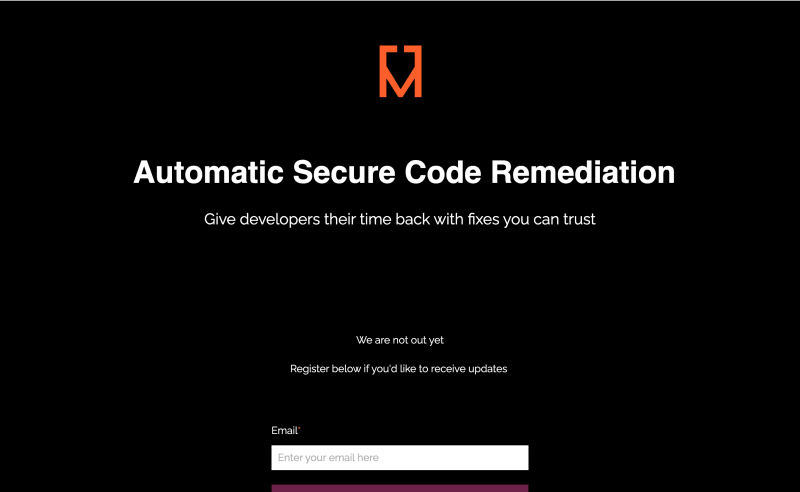 Automatic Secure Code Remediation
Give developers their time back with fixes you can trust
We are not out yet
Register below if you'd like to receive updates
Email*
Enter your email here